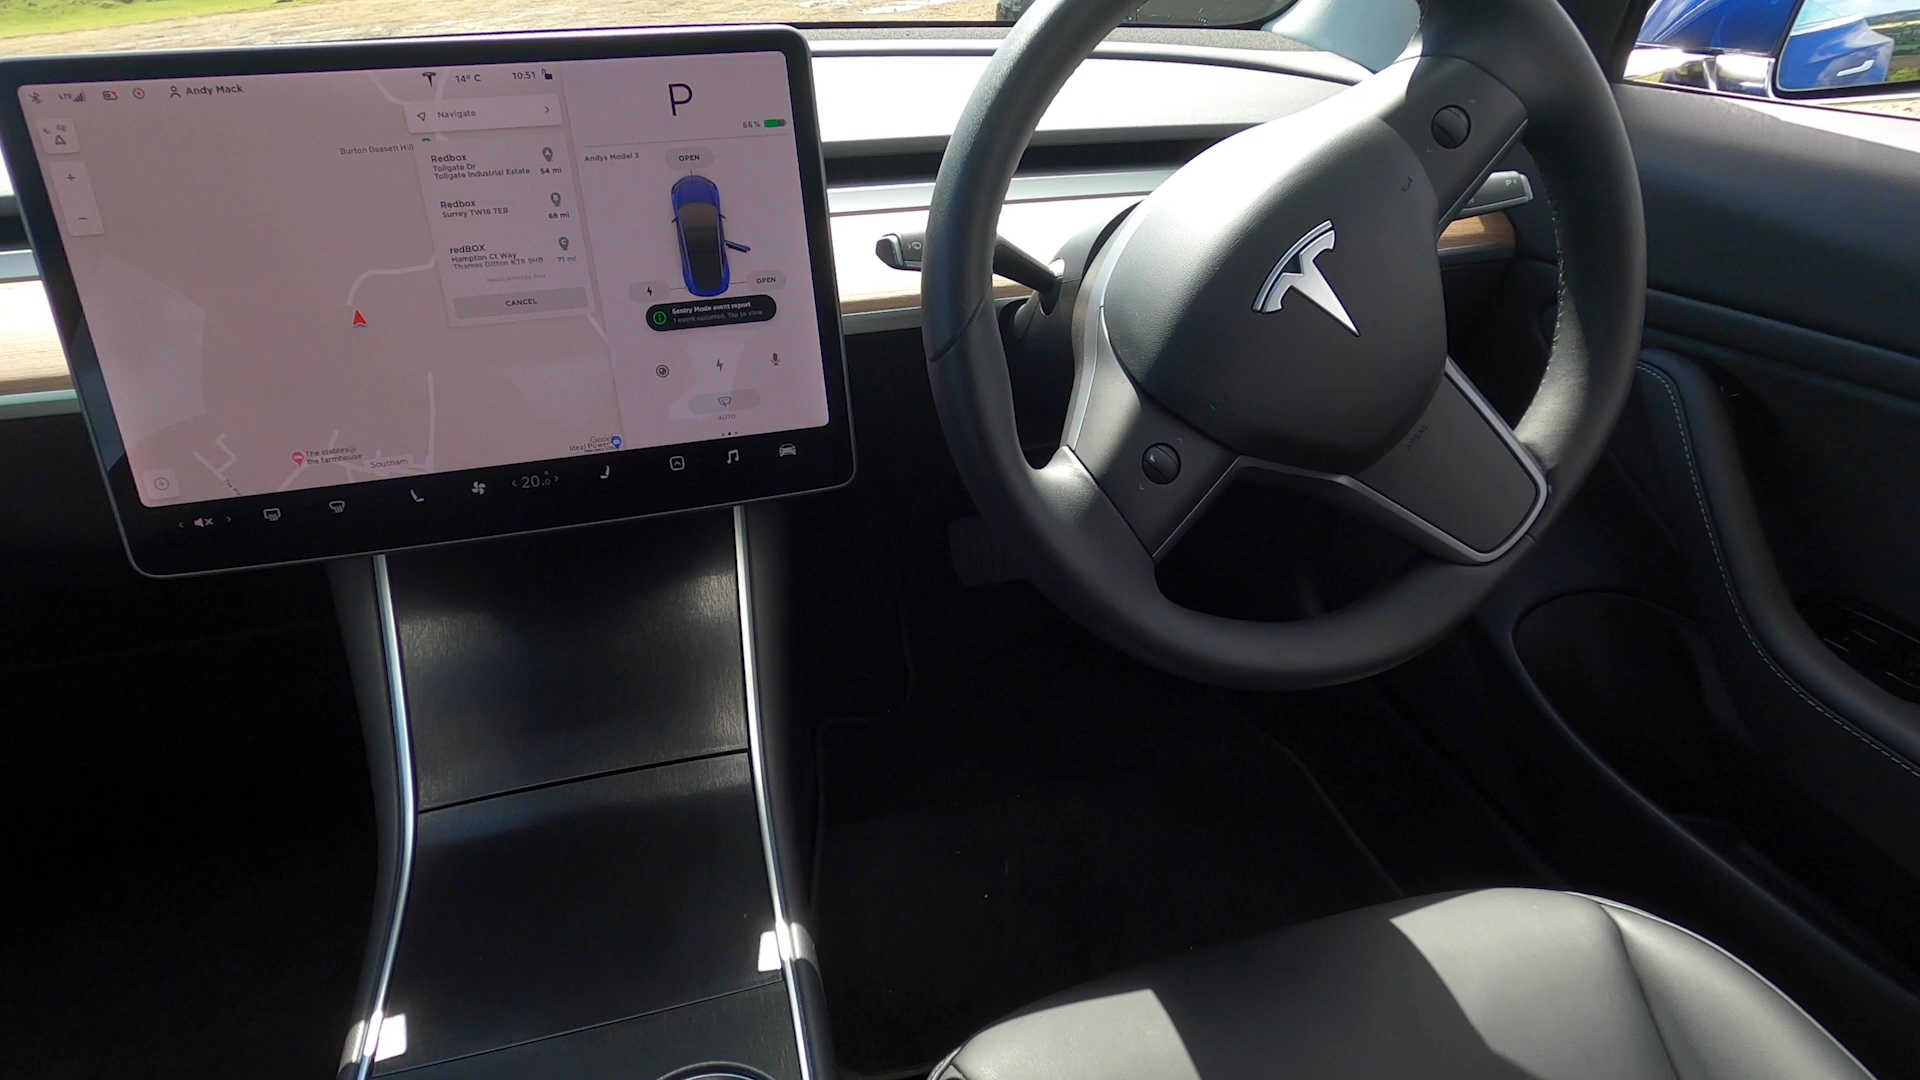 LTE
Andy Mack
14° C
10:51
Navigate
Burton Dassett Hill
Redbox
Tollgate Dr
Tollgate Industrial Estate
54 mi
Redbox
Surrey TW16 7EB
68 mi
redBOX
Hampton Ct Way
Thames Ditton KT8 9HB
71 mi
CANCEL
P
66%
Andys Model 3
OPEN
OPEN
Sentry Mode event report
1 event occurred. Tap to view.
AUTO
The stables @
the farmhouse
Southam
Google
Ideal Power
20.0
P
AIRBAG